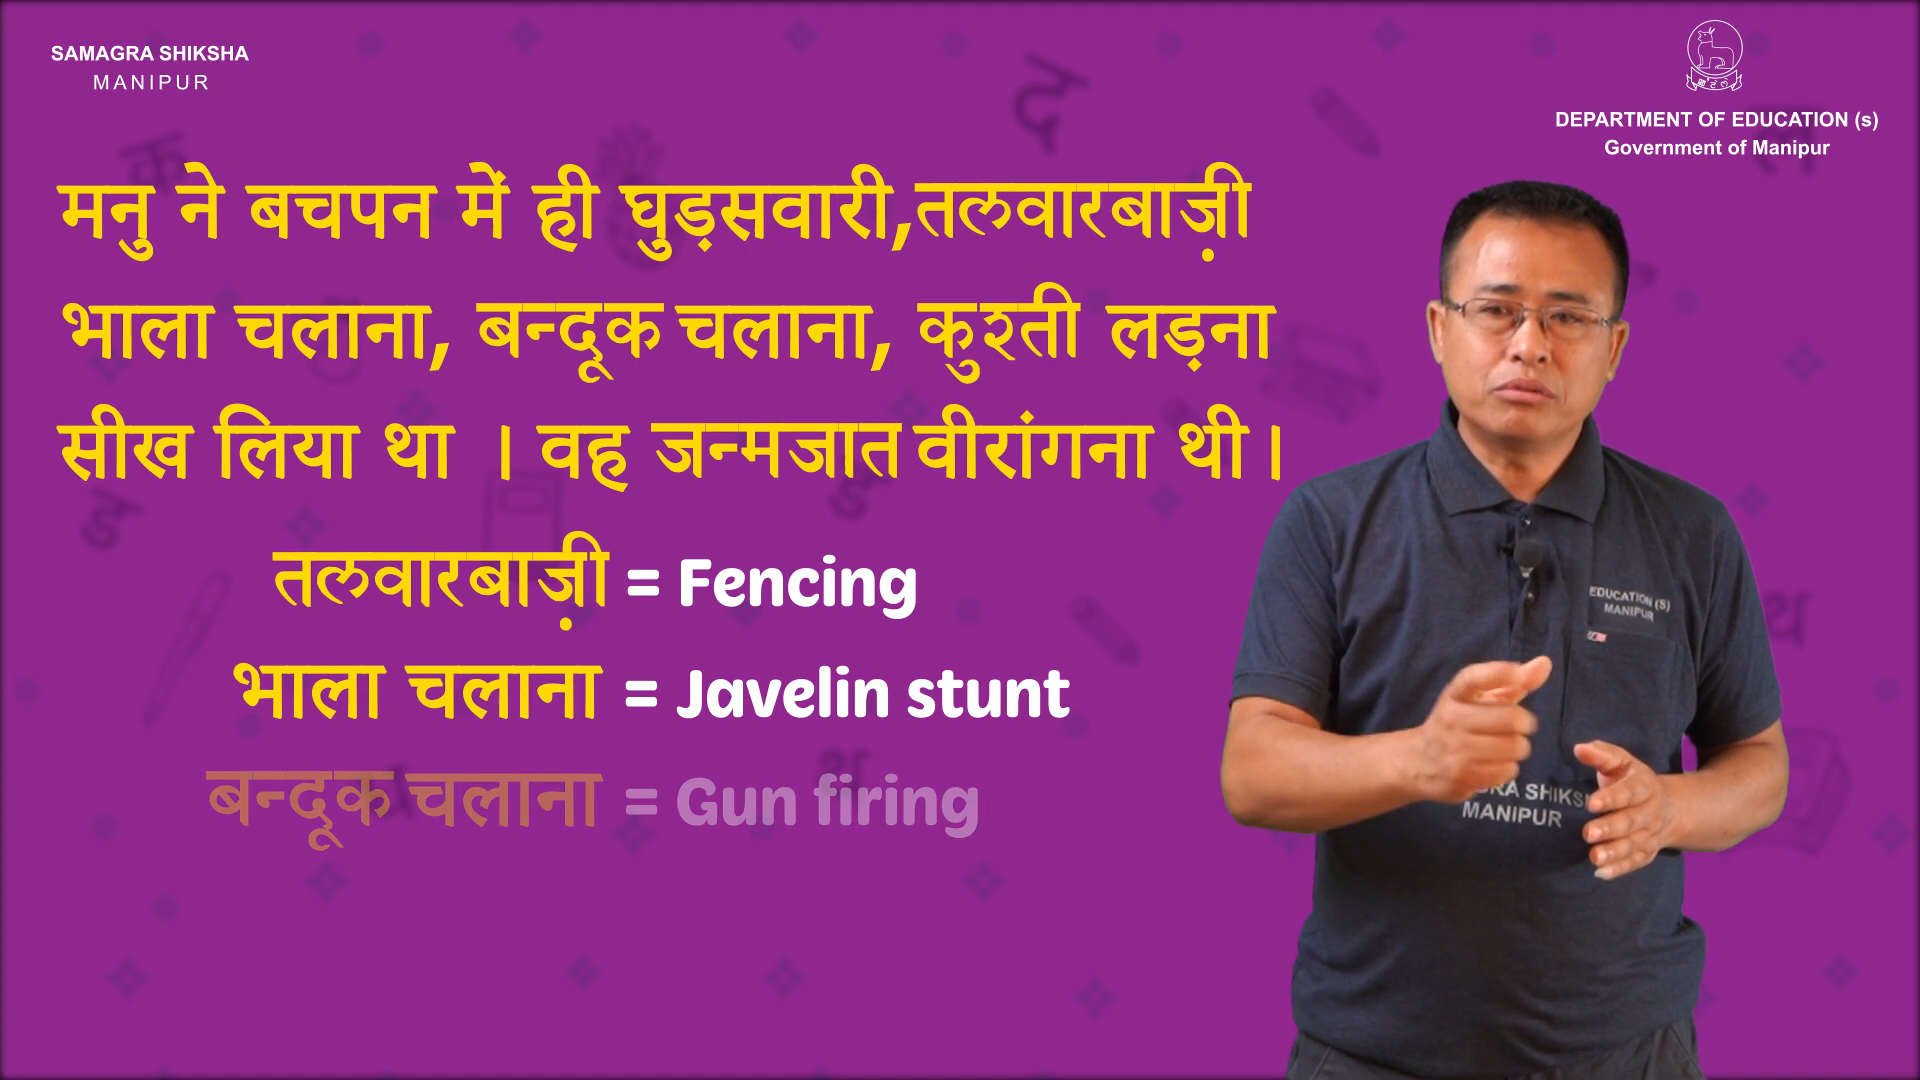 SAMAGRA SHIKSHA
MANIPUR
DEPARTMENT OF EDUCATION (s)
Government of Manipur
मनु ने बचपन में ही घुड़सवारी,तलवारबाज़ी
भाला चलाना, बन्दूक चलाना, कुश्ती लड़ना
सीख लिया था । वह जन्मजात वीरांगना थी।
तलवारबाज़ी = Fencing
भाला चलाना = Javelin stunt
बन्दूक चलाना = Gun firing
EDUCATION (S)
MANIPUR
MANIPUR